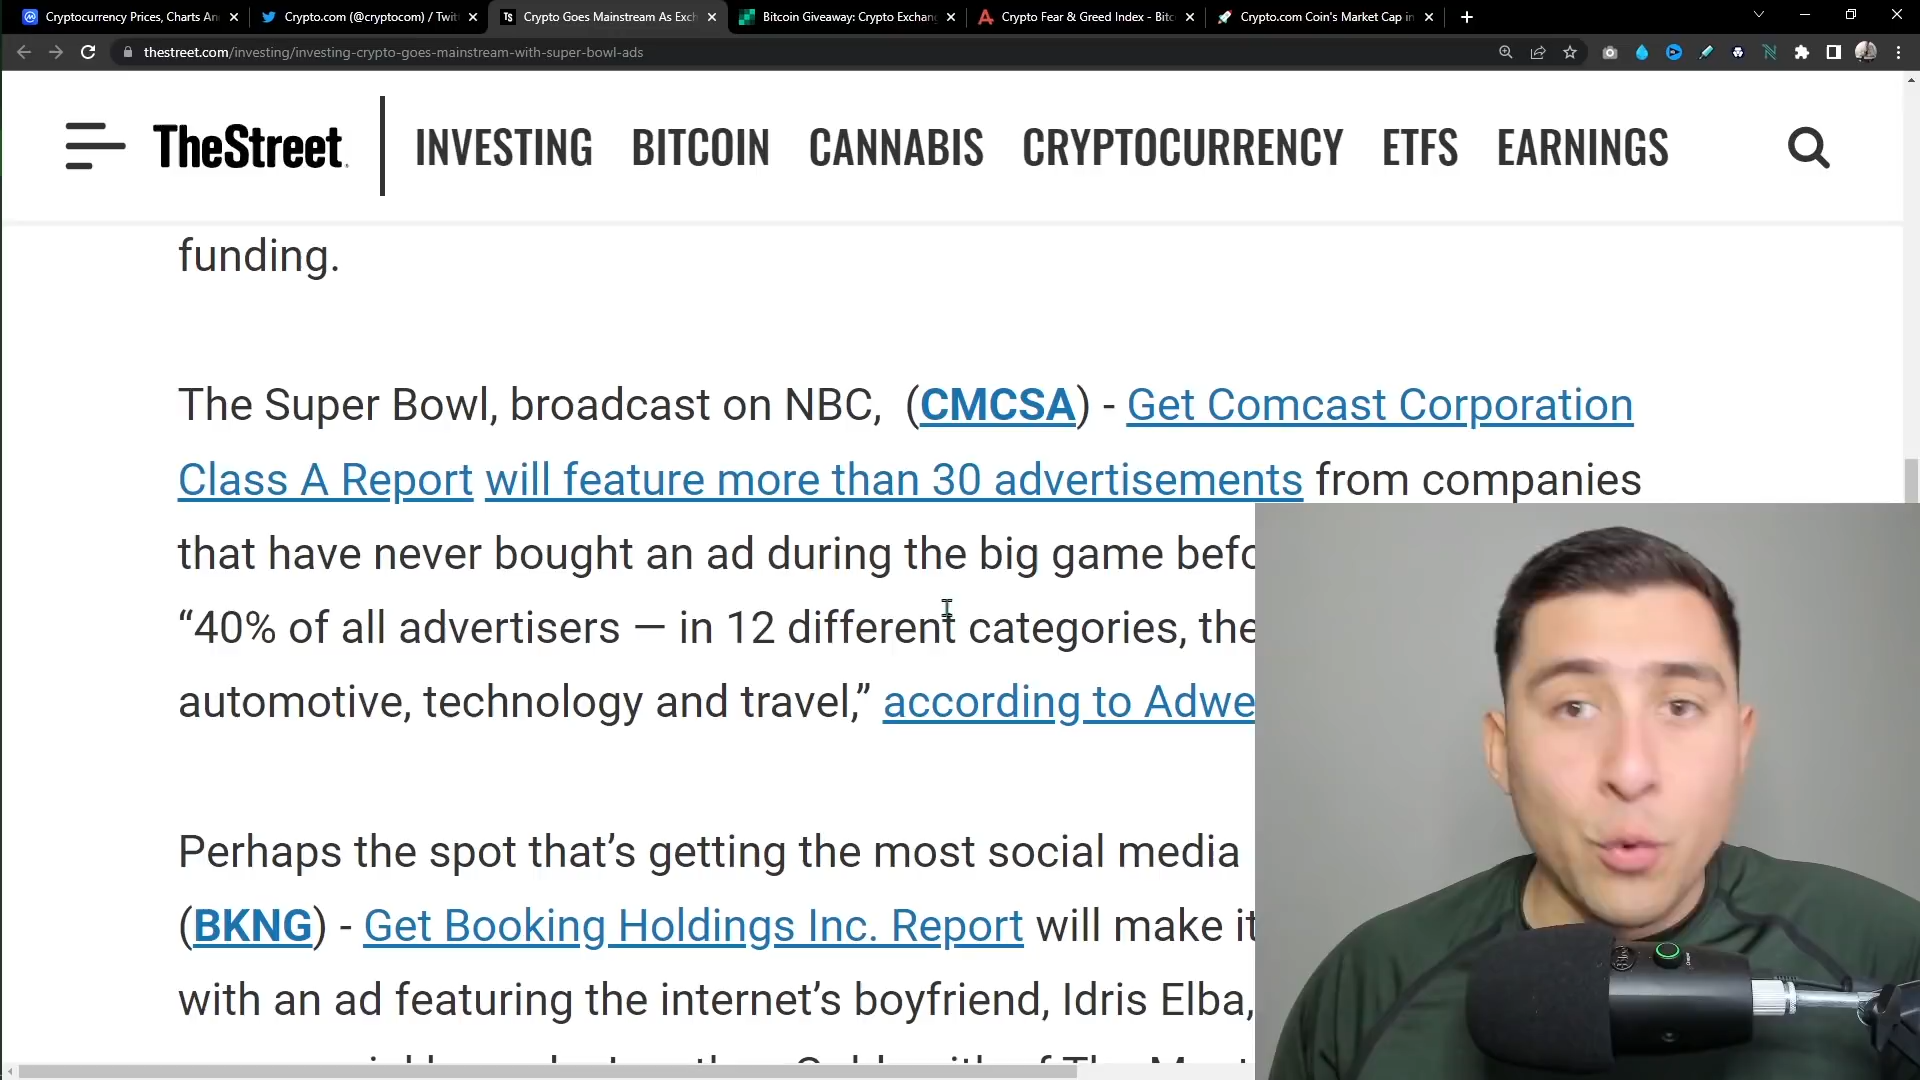 Cryptocurrency Prices, Charts An
Crypto.com (@cryptocom) / Twit
Crypto Goes Mainstream As Exch
Bitcoin Giveaway: Crypto Exchang
Crypto Fear & Greed Index - Bitc
Crypto.com Coin's Market Cap in
thestreet.com/investing/investing-crypto-goes-mainstream-with-super-bowl-ads
TheStreet
INVESTING BITCOIN CANNABIS CRYPTOCURRENCY ETFS EARNINGS
funding.
The Super Bowl, broadcast on NBC, (CMCSA) - Get Comcast Corporation
Class A Report will feature more than 30 advertisements from companies
that have never bought an ad during the big game befo
“40% of all advertisers — in 12 different categories, the
automotive, technology and travel,” according to Adwe
Perhaps the spot that’s getting the most social media
(BKNG) - Get Booking Holdings Inc. Report will make it
with an ad featuring the internet’s boyfriend, Idris Elba,